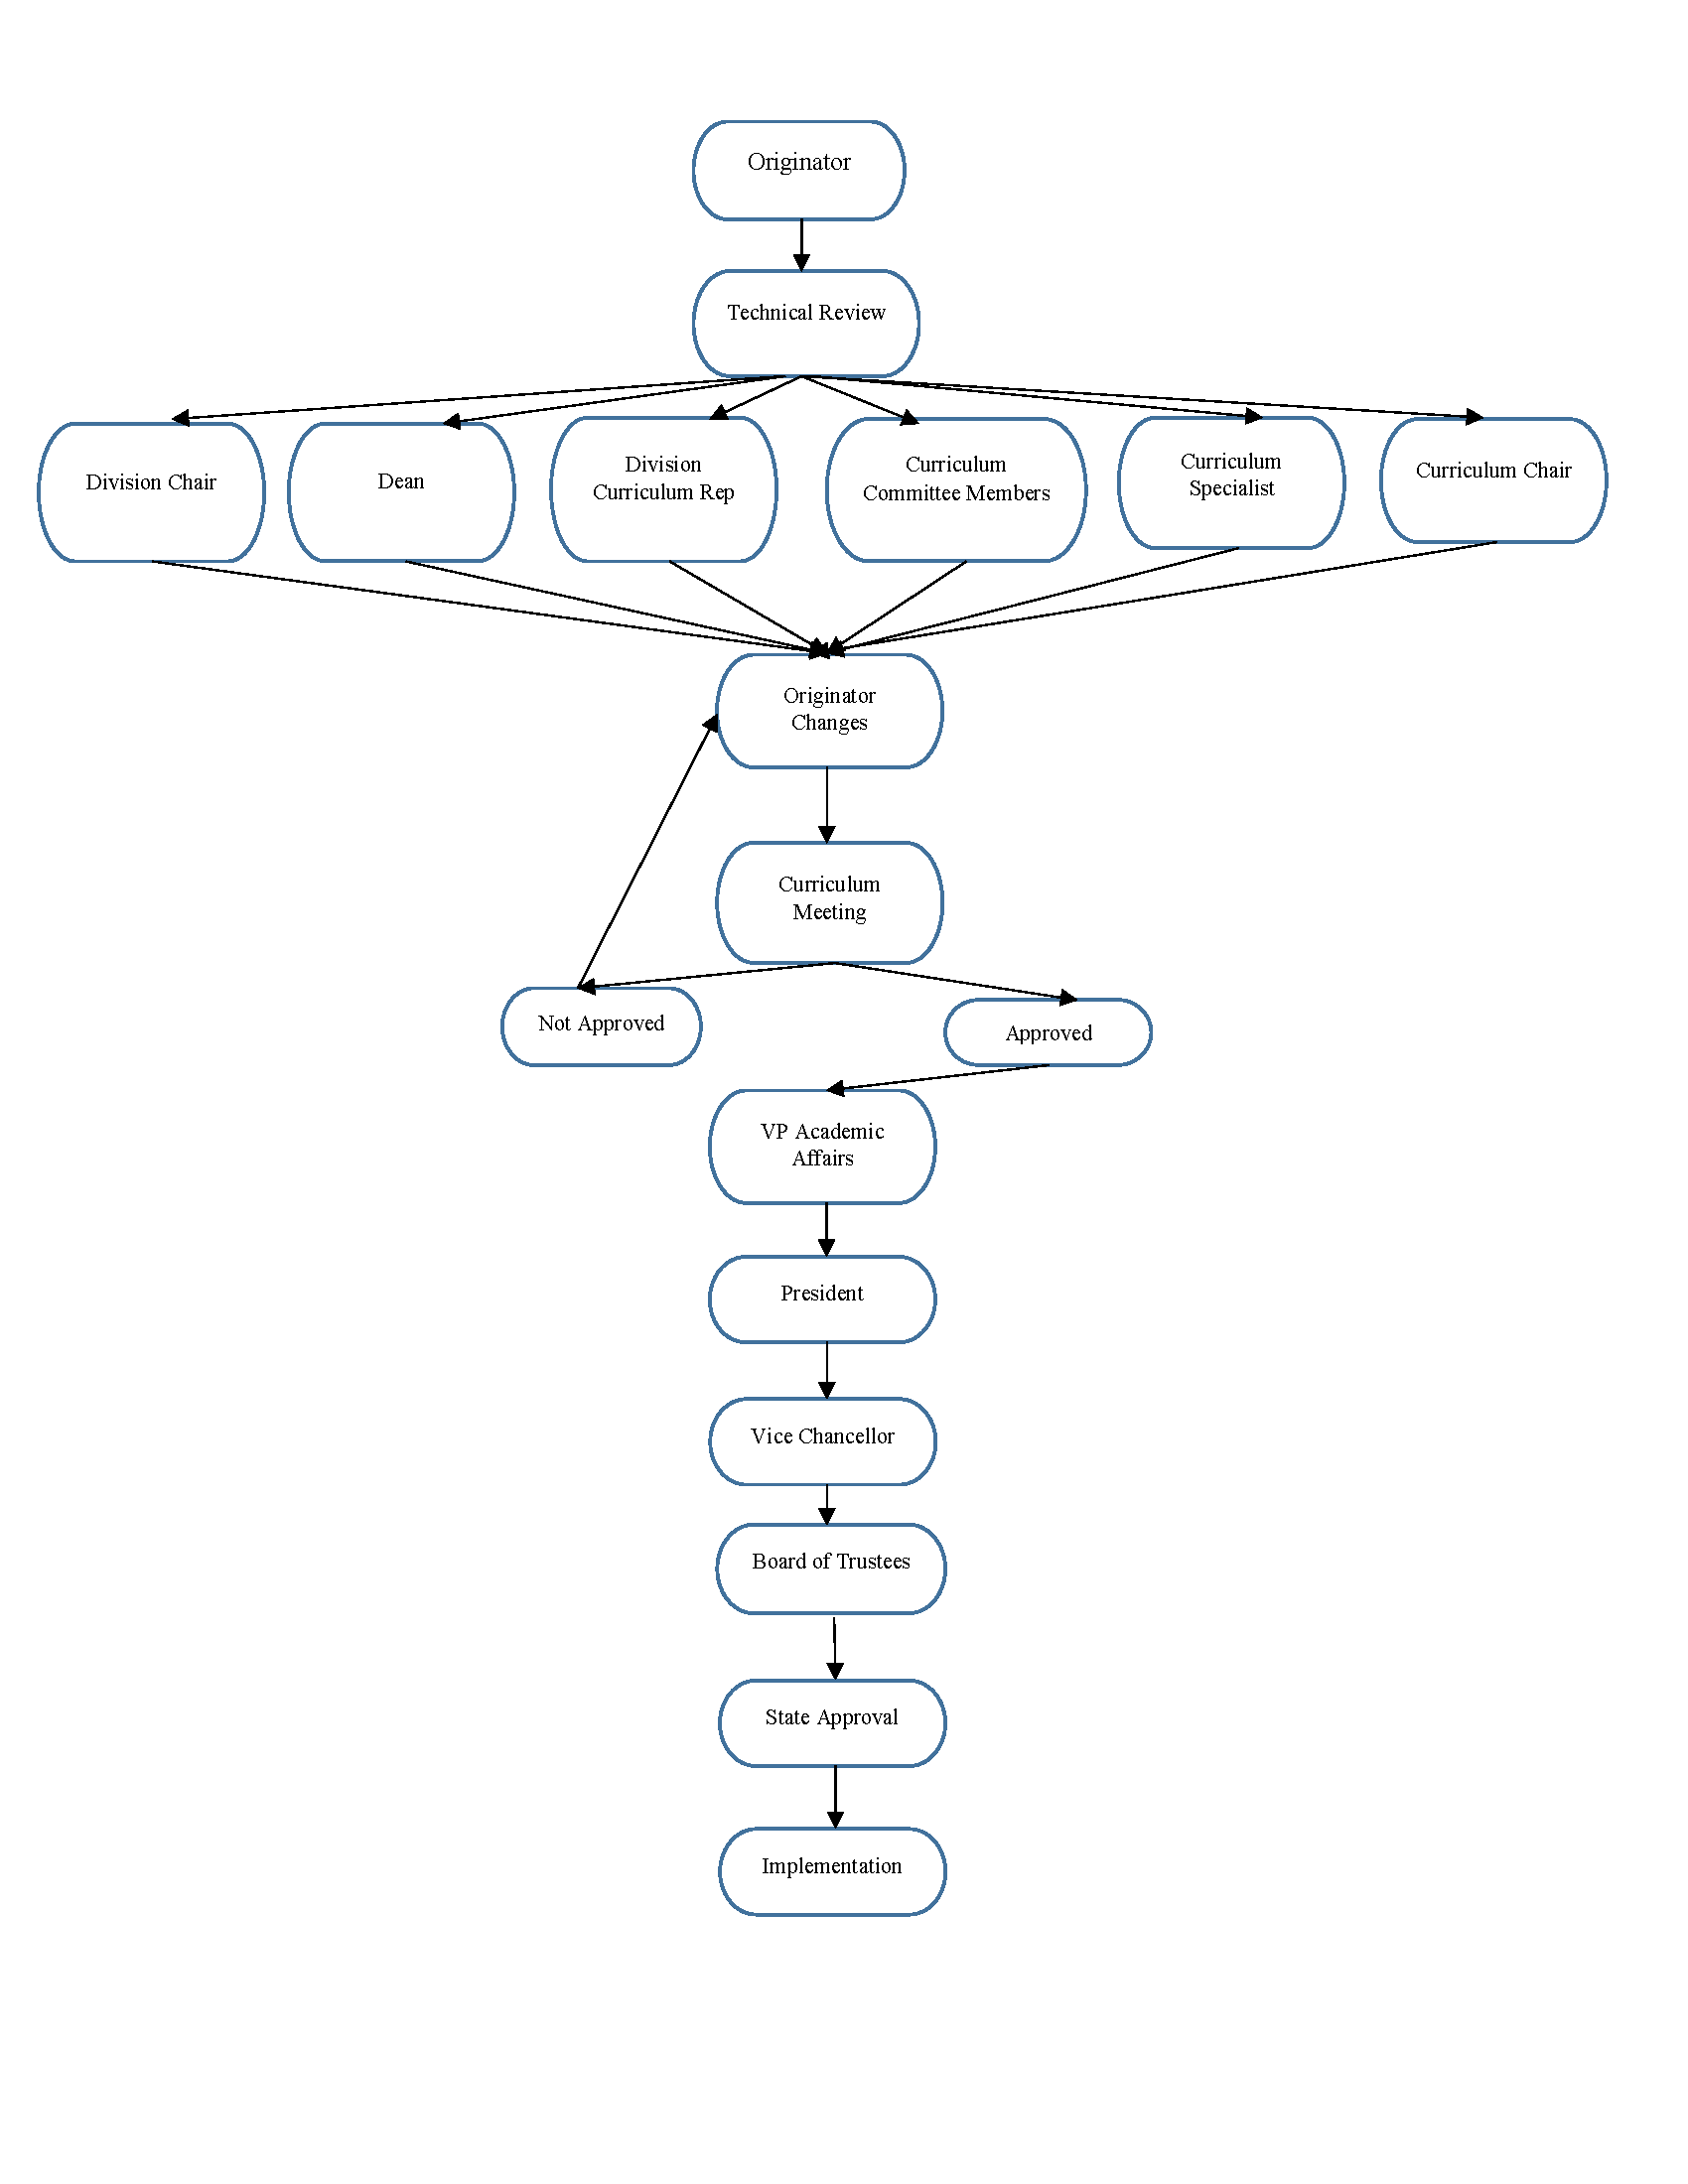 Originator
Technical Review
Division Chair
Dean
Division
Curriculum Rep
Curriculum
Committee Members
Curriculum
Specialist
Curriculum Chair
Originator
Changes
Curriculum
Meeting
Not Approved
Approved
VP Academic
Affairs
President
Vice Chancellor
Board of Trustees
State Approval
Implementation